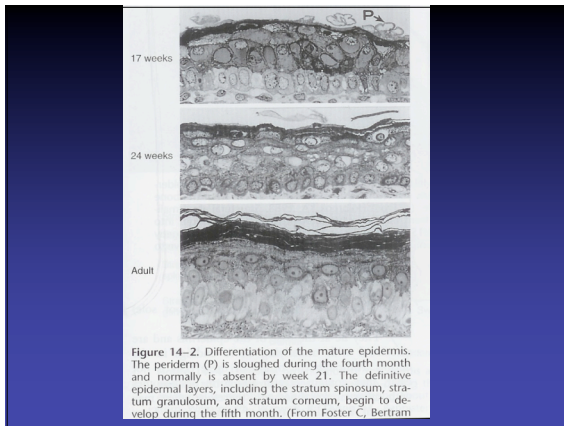 P
17 weeks
24 weeks
Adult
Figure 14–2. Differentiation of the mature epidermis.
The periderm (P) is sloughed during the fourth month
and normally is absent by week 21. The definitive
epidermal layers, including the stratum spinosum, stra-
tum granulosum, and stratum corneum, begin to de-
velop during the fifth month. (From Foster C, Bertram